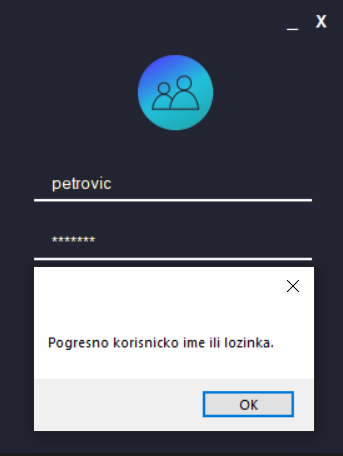 _ X
petrovic
*******
Pogresno korisnicko ime ili lozinka.
OK